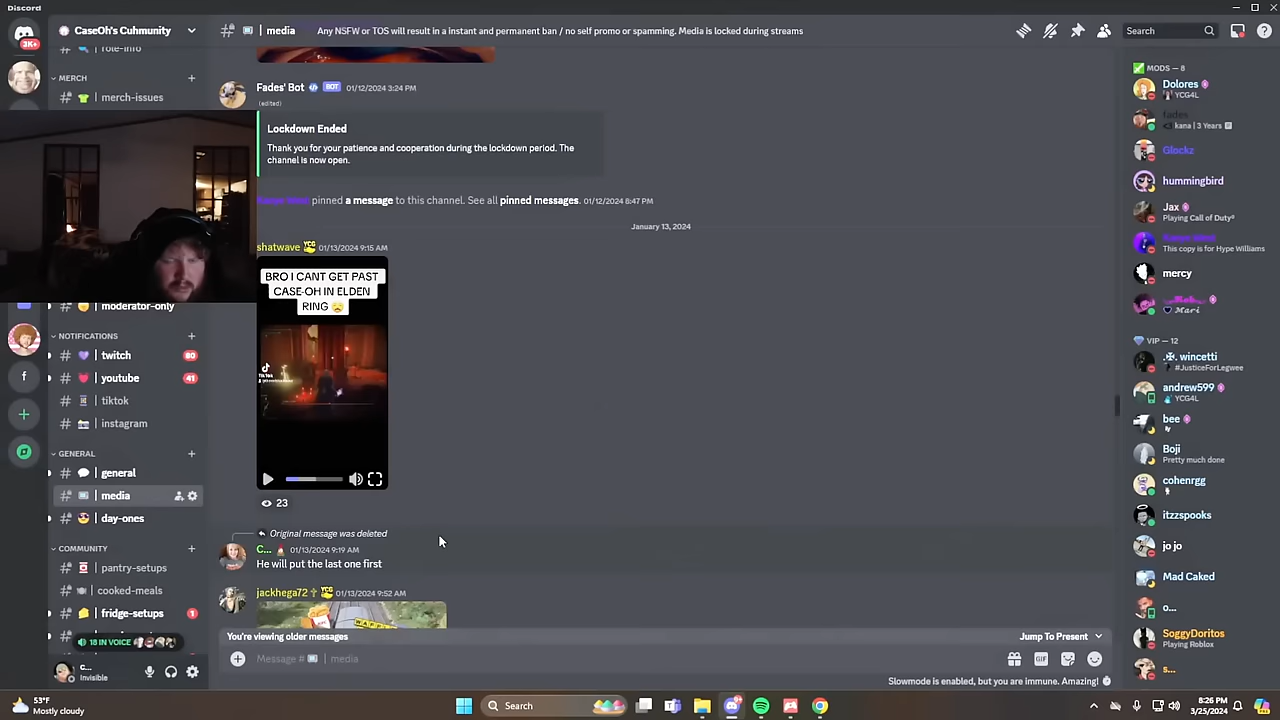 Discord
3K+
CaseOh's Cuhmunity
| media
Any NSFW or TOS will result in a instant and permanent ban / no self promo or spamming. Media is locked during streams
Search
| role-info
MERCH
| merch-issues
| moderator-only
NOTIFICATIONS
| twitch
80
| youtube
41
| tiktok
| instagram
GENERAL
| general
| media
| day-ones
COMMUNITY
| pantry-setups
| cooked-meals
| fridge-setups
1
18 IN VOICE
C...
Invisible
Fades' Bot BOT 01/12/2024 3:24 PM
(edited)
Lockdown Ended
Thank you for your patience and cooperation during the lockdown period. The
channel is now open.
pinned a message to this channel. See all pinned messages. 01/12/2024 8:47 PM
January 13, 2024
shatwave YCG 01/13/2024 9:15 AM
BRO I CANT GET PAST
CASE-OH IN ELDEN
RING 😔
TikTok
23
Original message was deleted
C... 01/13/2024 9:19 AM
He will put the last one first
jackhega72 YCG 01/13/2024 9:52 AM
You're viewing older messages
Jump To Present
Message # | media
GIF
Slowmode is enabled, but you are immune. Amazing!
MODS — 8
Dolores
YCG4L
fades
kana | 3 Years
Glockz
hummingbird
Jax
Playing Call of Duty®
This copy is for Hype Williams
mercy
Mari
VIP — 12
wincetti
#JusticeForLegwee
andrew599
YCG4L
bee
Boji
Pretty much done
cohenrgg
itzzspooks
jo jo
Mad Caked
o...
SoggyDoritos
Playing Roblox
s...
53°F
Mostly cloudy
Search
8:26 PM
3/25/2024